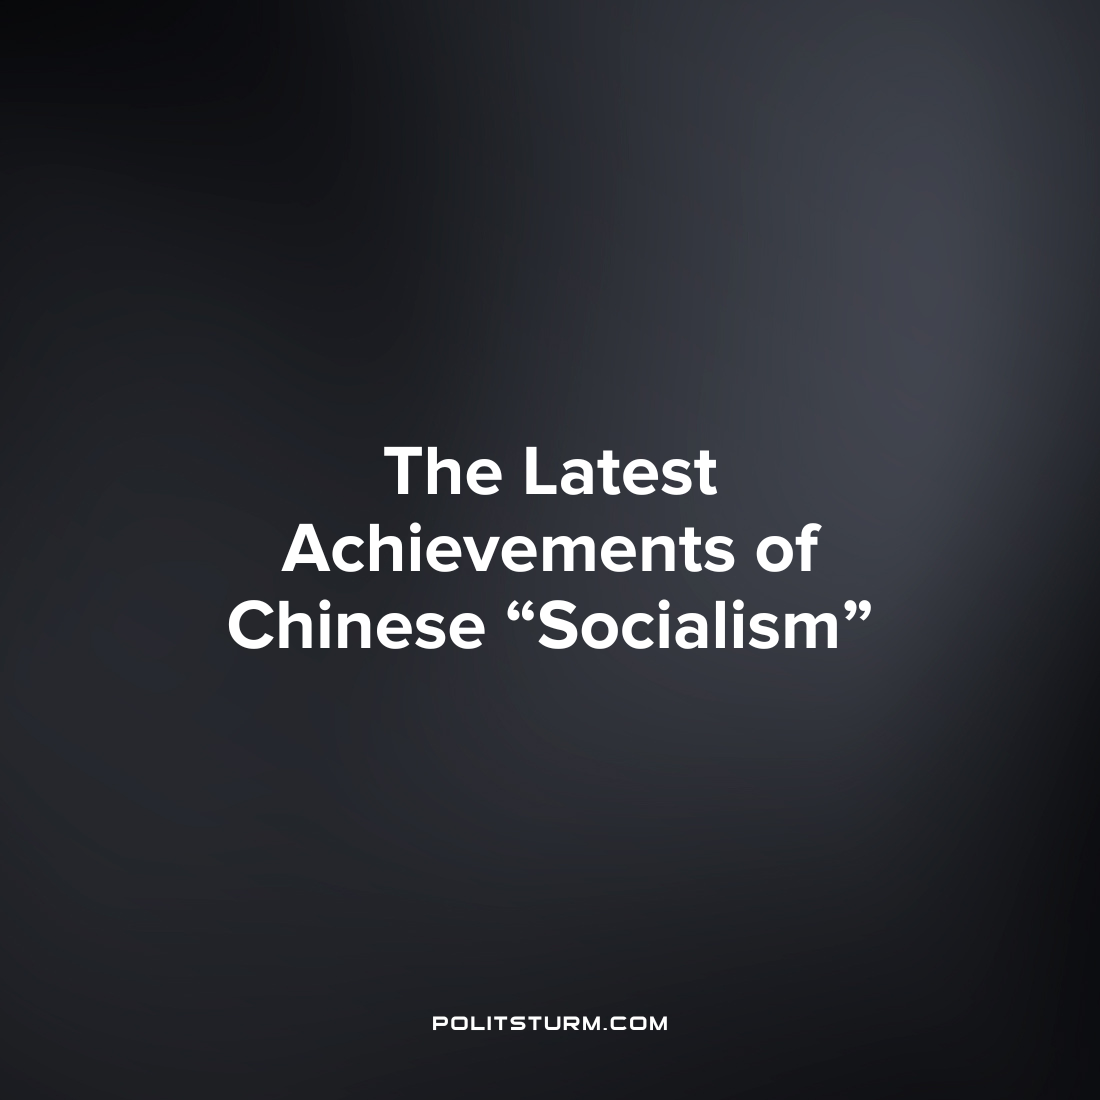 The Latest
Achievements of
Chinese “Socialism”
POLITSTURM.COM